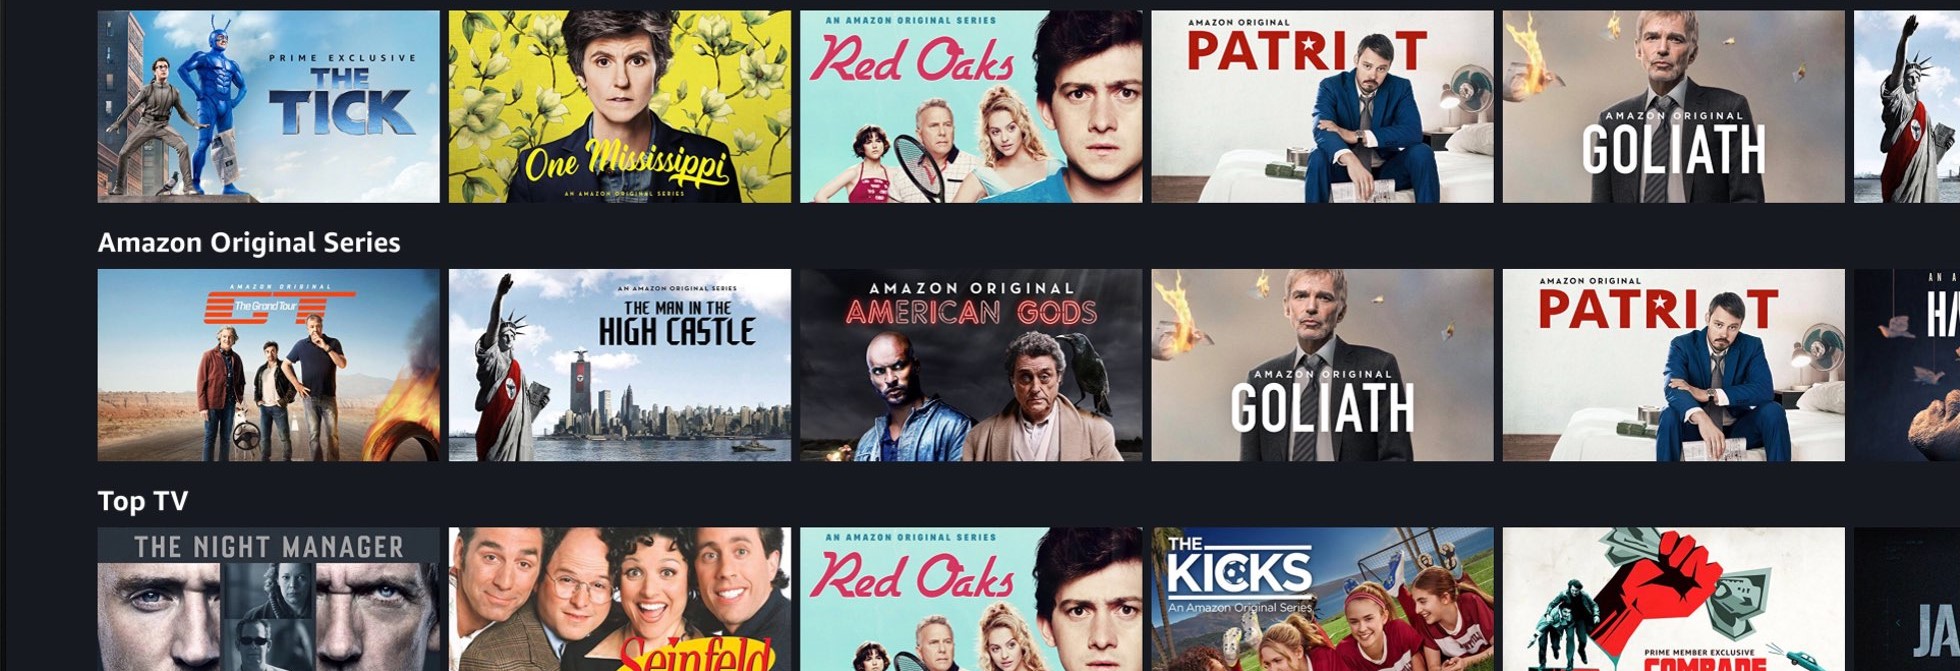 PRIME EXCLUSIVE
THE
TICK
One Mississippi
AN AMAZON ORIGINAL SERIES
AN AMAZON ORIGINAL SERIES
Red Oaks
AMAZON ORIGINAL
PATRIOT
AMAZON ORIGINAL
GOLIATH
Amazon Original Series
AMAZON ORIGINAL
GT
The Grand Tour
AN AMAZON ORIGINAL SERIES
THE MAN IN THE
HIGH CASTLE
AMAZON ORIGINAL
AMERICAN GODS
AMAZON ORIGINAL
GOLIATH
AMAZON ORIGINAL
PATRIOT
AN A
HA
Top TV
THE NIGHT MANAGER
Seinfeld
AN AMAZON ORIGINAL SERIES
Red Oaks
THE
KICKS
An Amazon Original Series
PRIME MEMBER EXCLUSIVE
COMRADE
JA